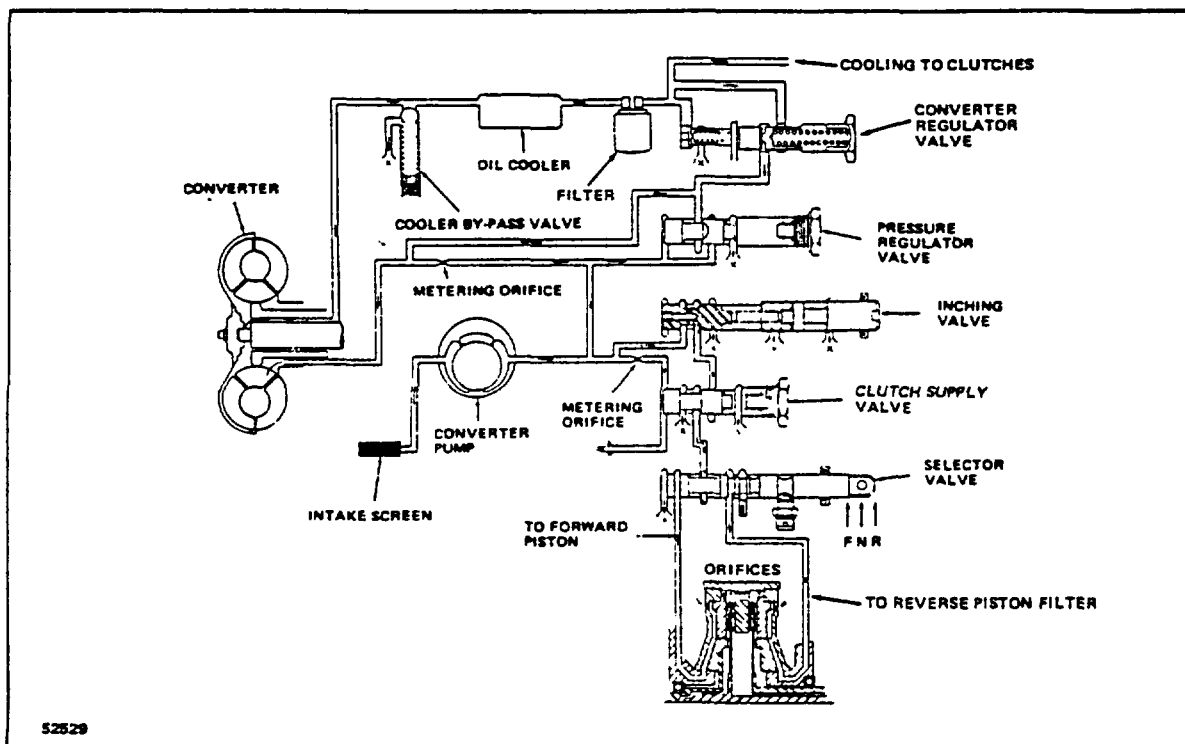 COOLING TO CLUTCHES
CONVERTER
REGULATOR
VALVE
OIL COOLER
FILTER
CONVERTER
COOLER BY-PASS VALVE
PRESSURE
REGULATOR
VALVE
METERING ORIFICE
INCHING
VALVE
METERING
ORIFICE
CLUTCH SUPPLY
VALVE
CONVERTER
PUMP
SELECTOR
VALVE
INTAKE SCREEN
TO FORWARD
PISTON
F N R
ORIFICES
TO REVERSE PISTON FILTER
52529